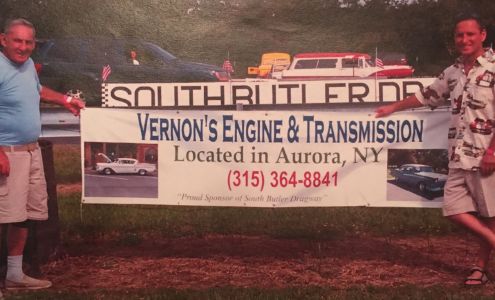 SOUTH BUTLER DR
VERNON'S ENGINE & TRANSMISSION
Located in Aurora, NY
(315) 364-8841
"Proud Sponsor of South Butler Dragway"